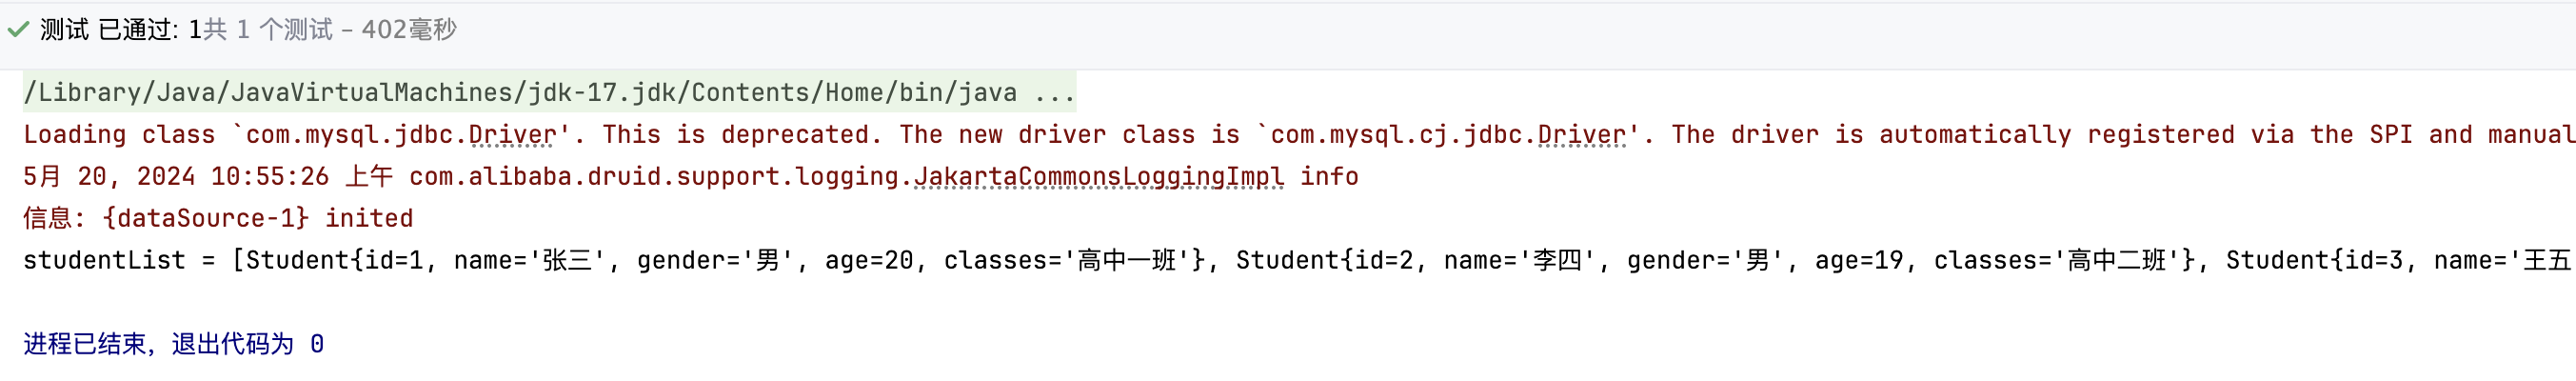 测试 已通过: 1共 1 个测试 – 402毫秒
/Library/Java/JavaVirtualMachines/jdk-17.jdk/Contents/Home/bin/java ...
Loading class `com.mysql.jdbc.Driver'. This is deprecated. The new driver class is `com.mysql.cj.jdbc.Driver'. The driver is automatically registered via the SPI and manual
5月 20, 2024 10:55:26 上午 com.alibaba.druid.support.logging.JakartaCommonsLoggingImpl info
信息: {dataSource-1} inited
studentList = [Student{id=1, name='张三', gender='男', age=20, classes='高中一班'}, Student{id=2, name='李四', gender='男', age=19, classes='高中二班'}, Student{id=3, name='王五
进程已结束，退出代码为 0